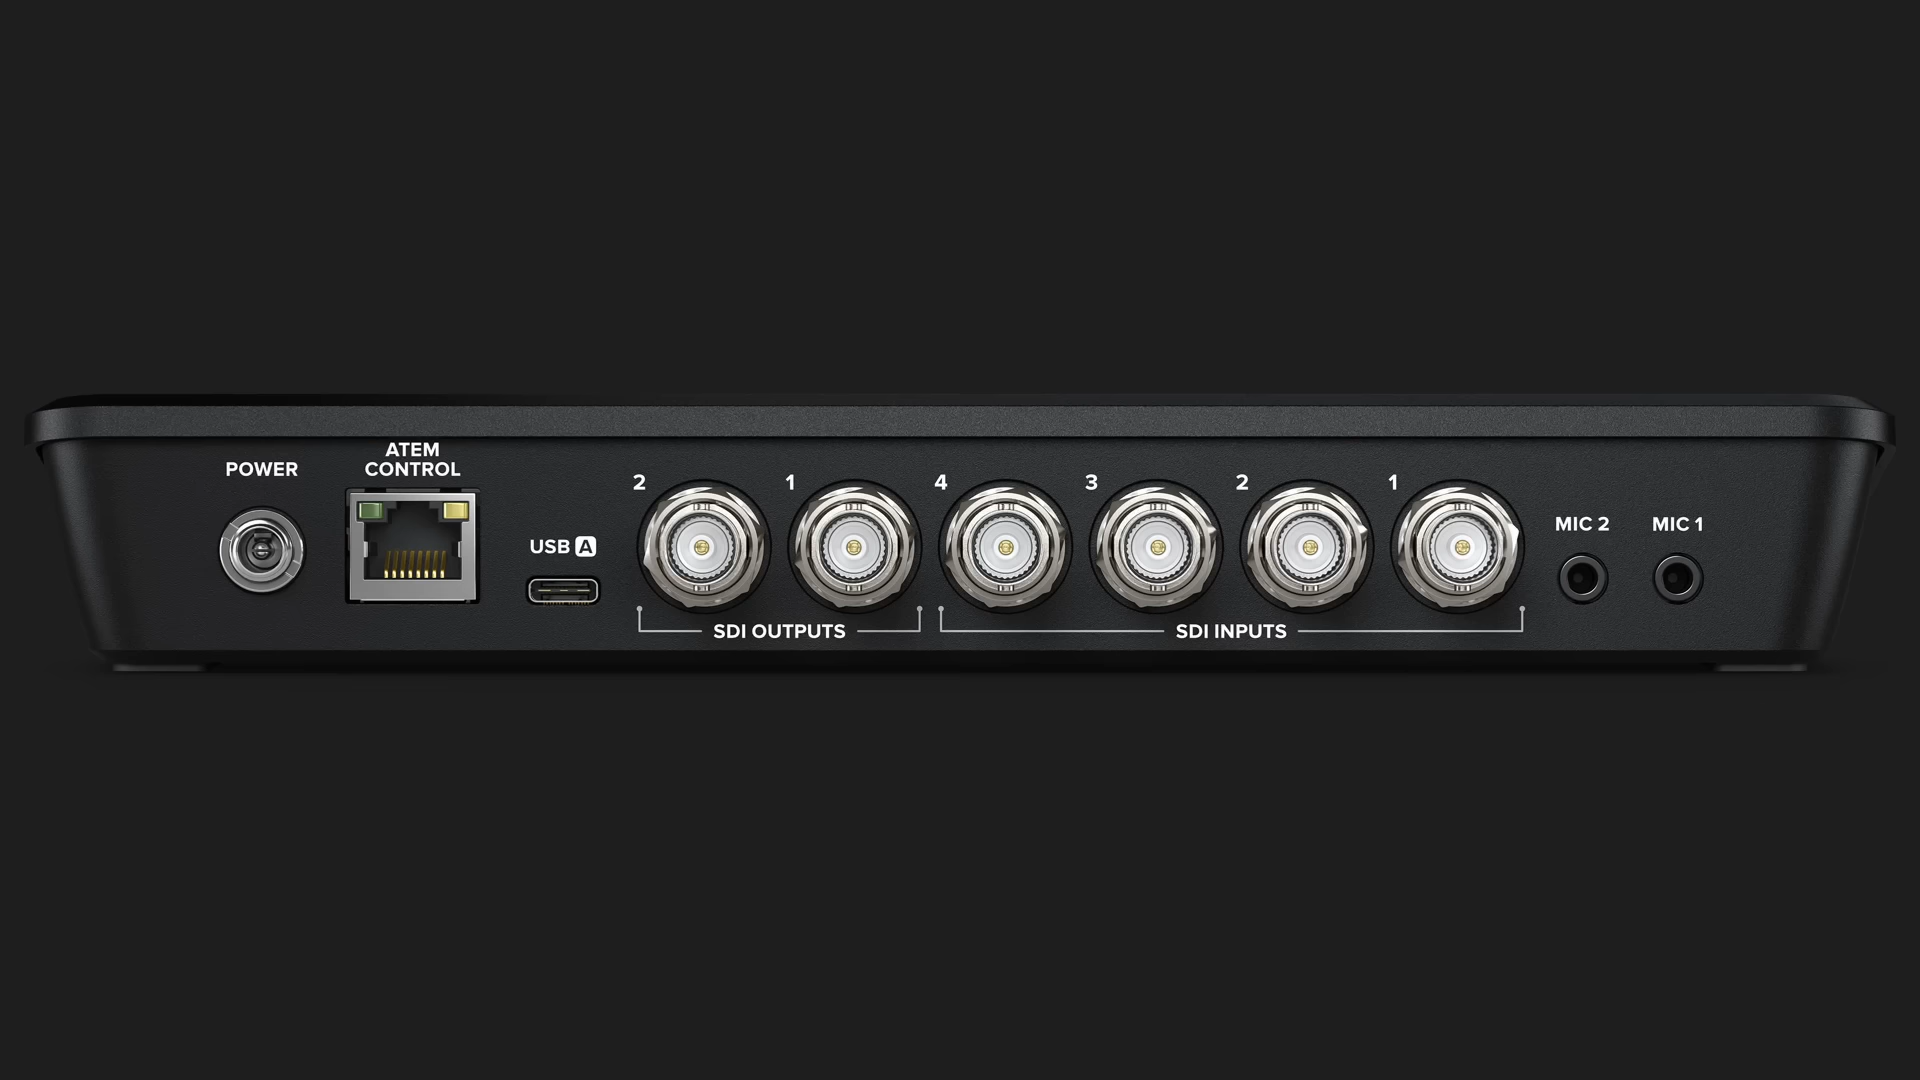 POWER
ATEM
CONTROL
USB A
2
1
4
3
2
1
MIC 2
MIC 1
SDI OUTPUTS
SDI INPUTS